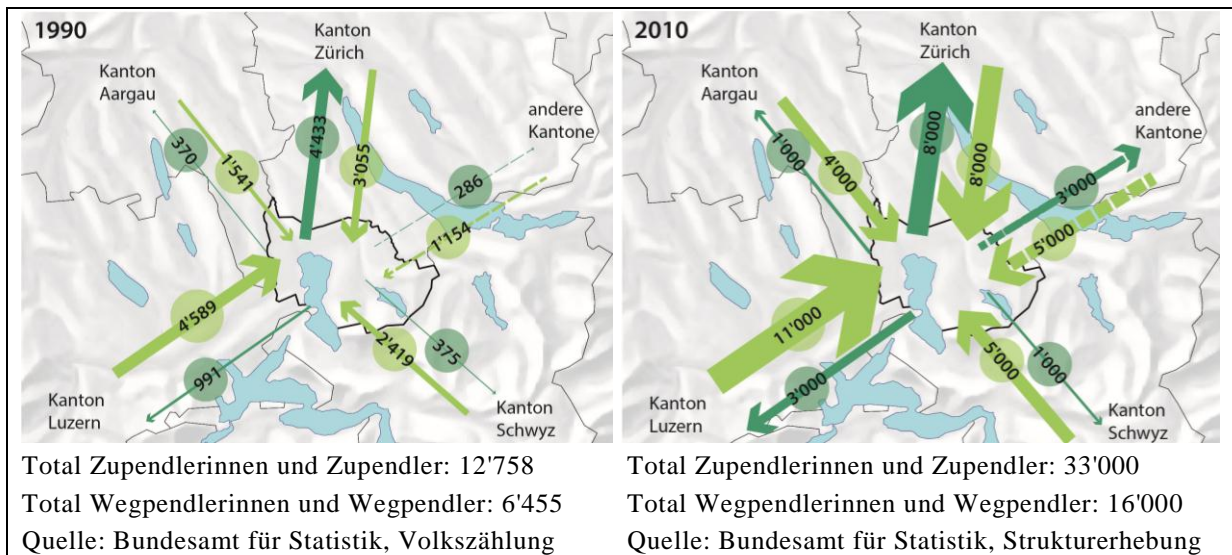 1990
Kanton
Zürich
Kanton
Aargau
andere
Kantone
370
1'541
4'433
3'055
286
1'154
4'589
991
2'419
375
Kanton
Luzern
Kanton
Schwyz
Total Zupendlerinnen und Zupendler: 12'758
Total Wegpendlerinnen und Wegpendler: 6'455
Quelle: Bundesamt für Statistik, Volkszählung
2010
Kanton
Zürich
Kanton
Aargau
andere
Kantone
1'000
4'000
8'000
8'000
3'000
5'000
11'000
3'000
5'000
1'000
Kanton
Luzern
Kanton
Schwyz
Total Zupendlerinnen und Zupendler: 33'000
Total Wegpendlerinnen und Wegpendler: 16'000
Quelle: Bundesamt für Statistik, Strukturerhebung